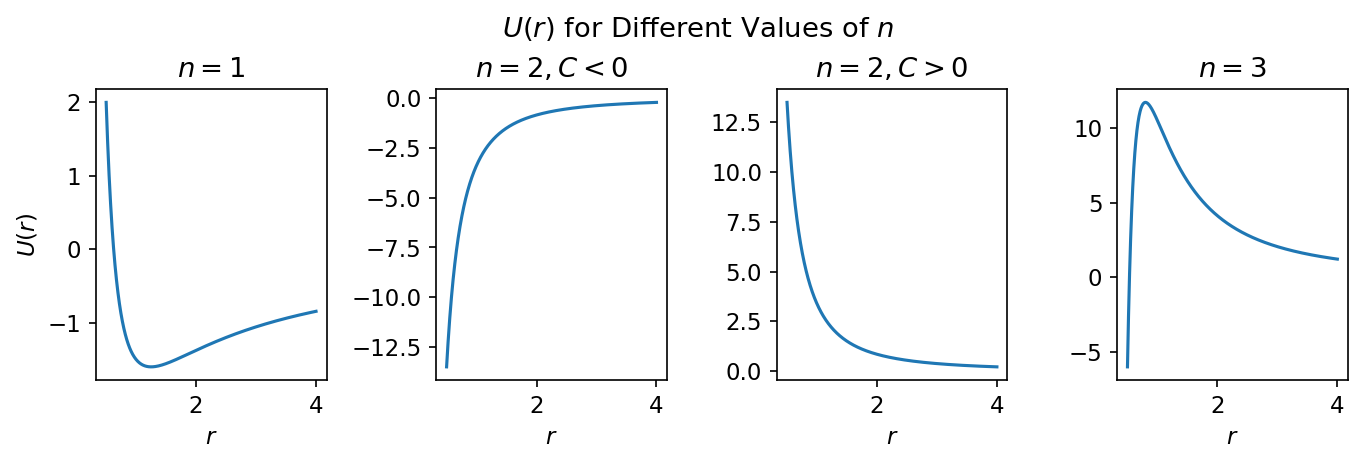 U(r) for Different Values of n
n = 1
n = 2, C < 0
n = 2, C > 0
n = 3
U(r)
2
1
0
−1
2
4
r
0.0
−2.5
−5.0
−7.5
−10.0
−12.5
2
4
r
12.5
10.0
7.5
5.0
2.5
0.0
2
4
r
10
5
0
−5
2
4
r